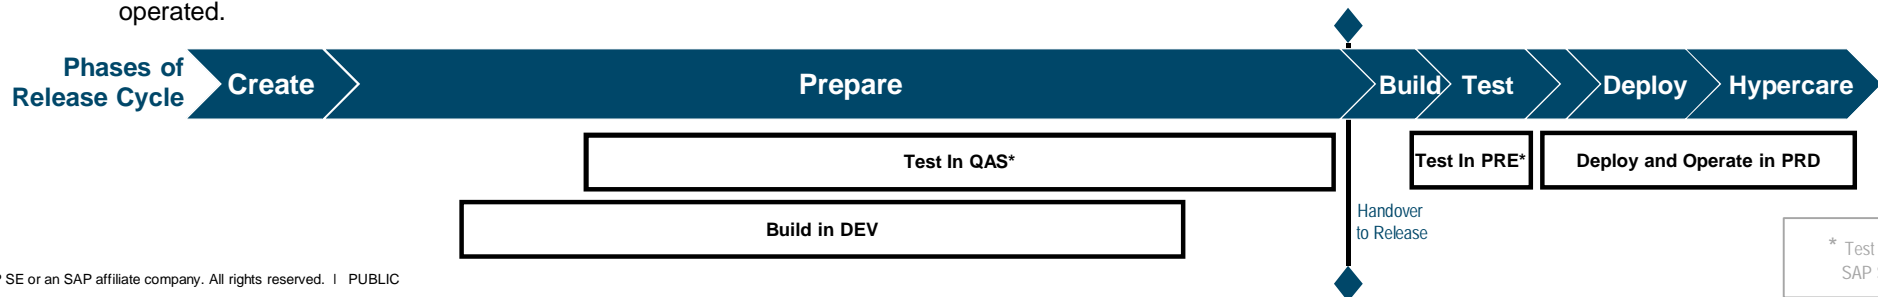 operated.
Phases of
Release Cycle
Create
Prepare
Build
Test
Deploy
Hypercare
Test In QAS*
Test In PRE*
Deploy and Operate in PRD
Build in DEV
Handover
to Release
* Test
SAP
SE or an SAP affiliate company. All rights reserved. | PUBLIC